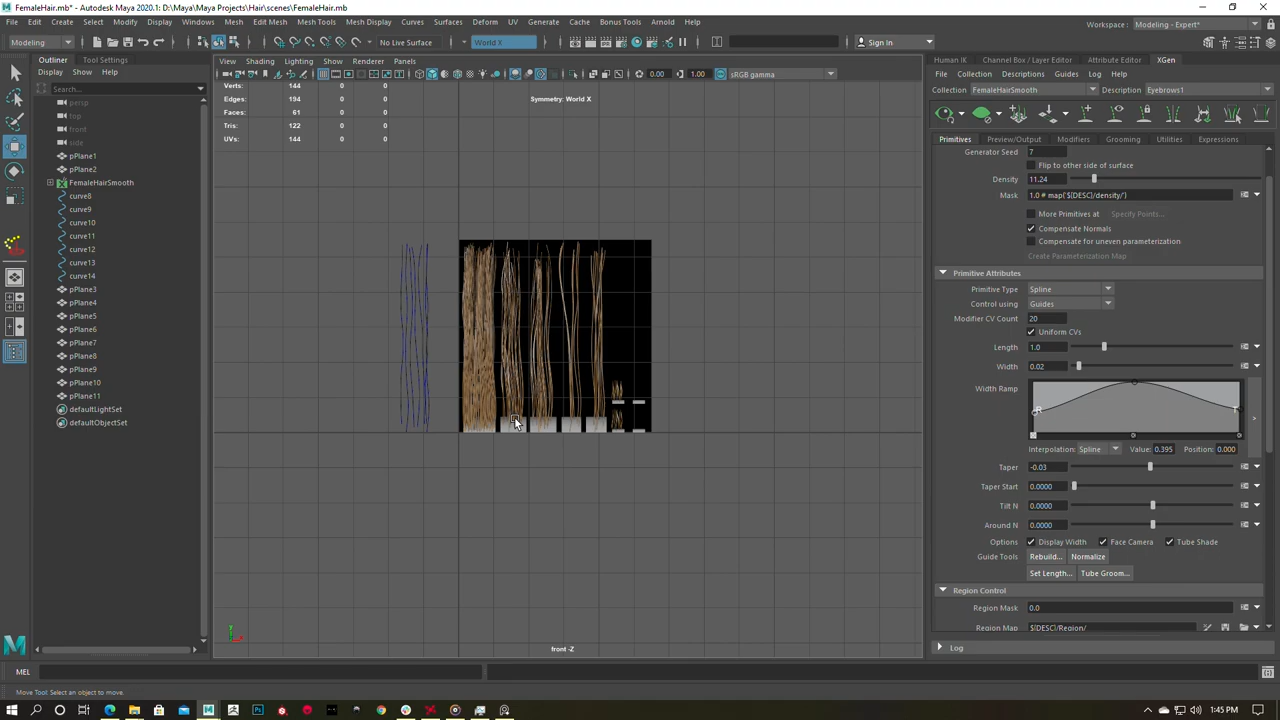 FemaleHair.mb* - Autodesk Maya 2020.1: D:\Maya\Maya Projects\Hair\scenes\FemaleHair.mb
File Edit Create Select Modify Display Windows Mesh Edit Mesh Mesh Tools Mesh Display Curves Surfaces Deform UV Generate Cache Bonus Tools Arnold Help
Workspace : Modeling - Expert*
Modeling No Live Surface World X Sign In
Outliner Tool Settings
Display Show Help
Search...
persp
top
front
side
pPlane1
pPlane2
FemaleHairSmooth
curve8
curve9
curve10
curve11
curve12
curve13
curve14
pPlane3
pPlane4
pPlane5
pPlane6
pPlane7
pPlane8
pPlane9
pPlane10
pPlane11
defaultLightSet
defaultObjectSet
View Shading Lighting Show Renderer Panels
0.00 1.00 sRGB gamma
Verts: 144 0 0
Edges: 194 0 0
Faces: 61 0 0
Tris: 122 0 0
UVs: 144 0 0
Symmetry: World X
front -Z
Human IK Channel Box / Layer Editor Attribute Editor XGen
File Collection Descriptions Guides Log Help
Collection FemaleHairSmooth Description Eyebrows1
Primitives Preview/Output Modifiers Grooming Utilities Expressions
Generator Seed 7
Flip to other side of surface
Density 11.24
Mask 1.0 # map('${DESC}/density/')
More Primitives at Specify Points...
Compensate Normals
Compensate for uneven parameterization
Create Parameterization Map
Primitive Attributes
Primitive Type Spline
Control using Guides
Modifier CV Count 20
Uniform CVs
Length 1.0
Width 0.02
Width Ramp R T >
Interpolation: Spline Value: 0.395 Position: 0.000
Taper -0.03
Taper Start 0.0000
Tilt N 0.0000
Around N 0.0000
Options Display Width Face Camera Tube Shade
Guide Tools Rebuild... Normalize
Set Length... Tube Groom...
Region Control
Region Mask 0.0
Region Map ${DESC}/Region/
Log
MEL
Move Tool: Select an object to move.
1:45 PM